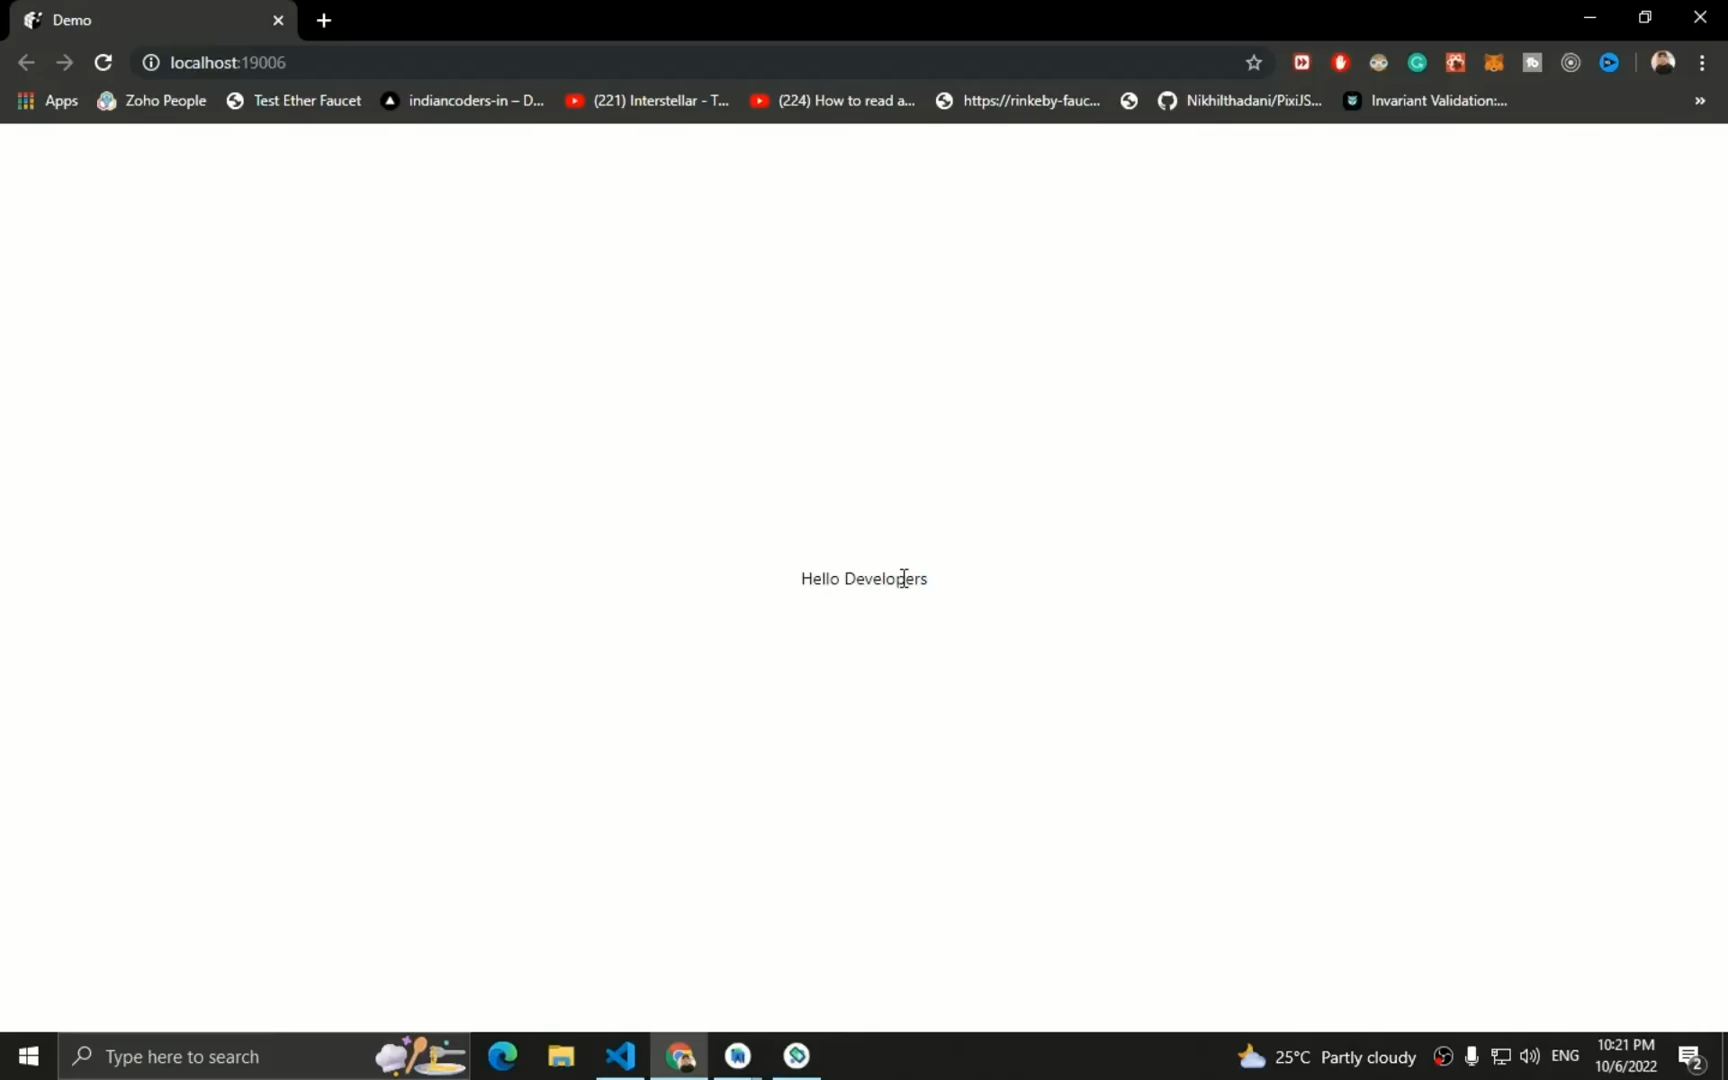 Demo
localhost:19006
Apps Zoho People Test Ether Faucet indiancoders-in – D... (221) Interstellar - T... (224) How to read a... https://rinkeby-fauc... Nikhilthadani/PixiJS... Invariant Validation:... »
Hello Developers
Type here to search 25°C Partly cloudy ENG 10:21 PM
10/6/2022 2